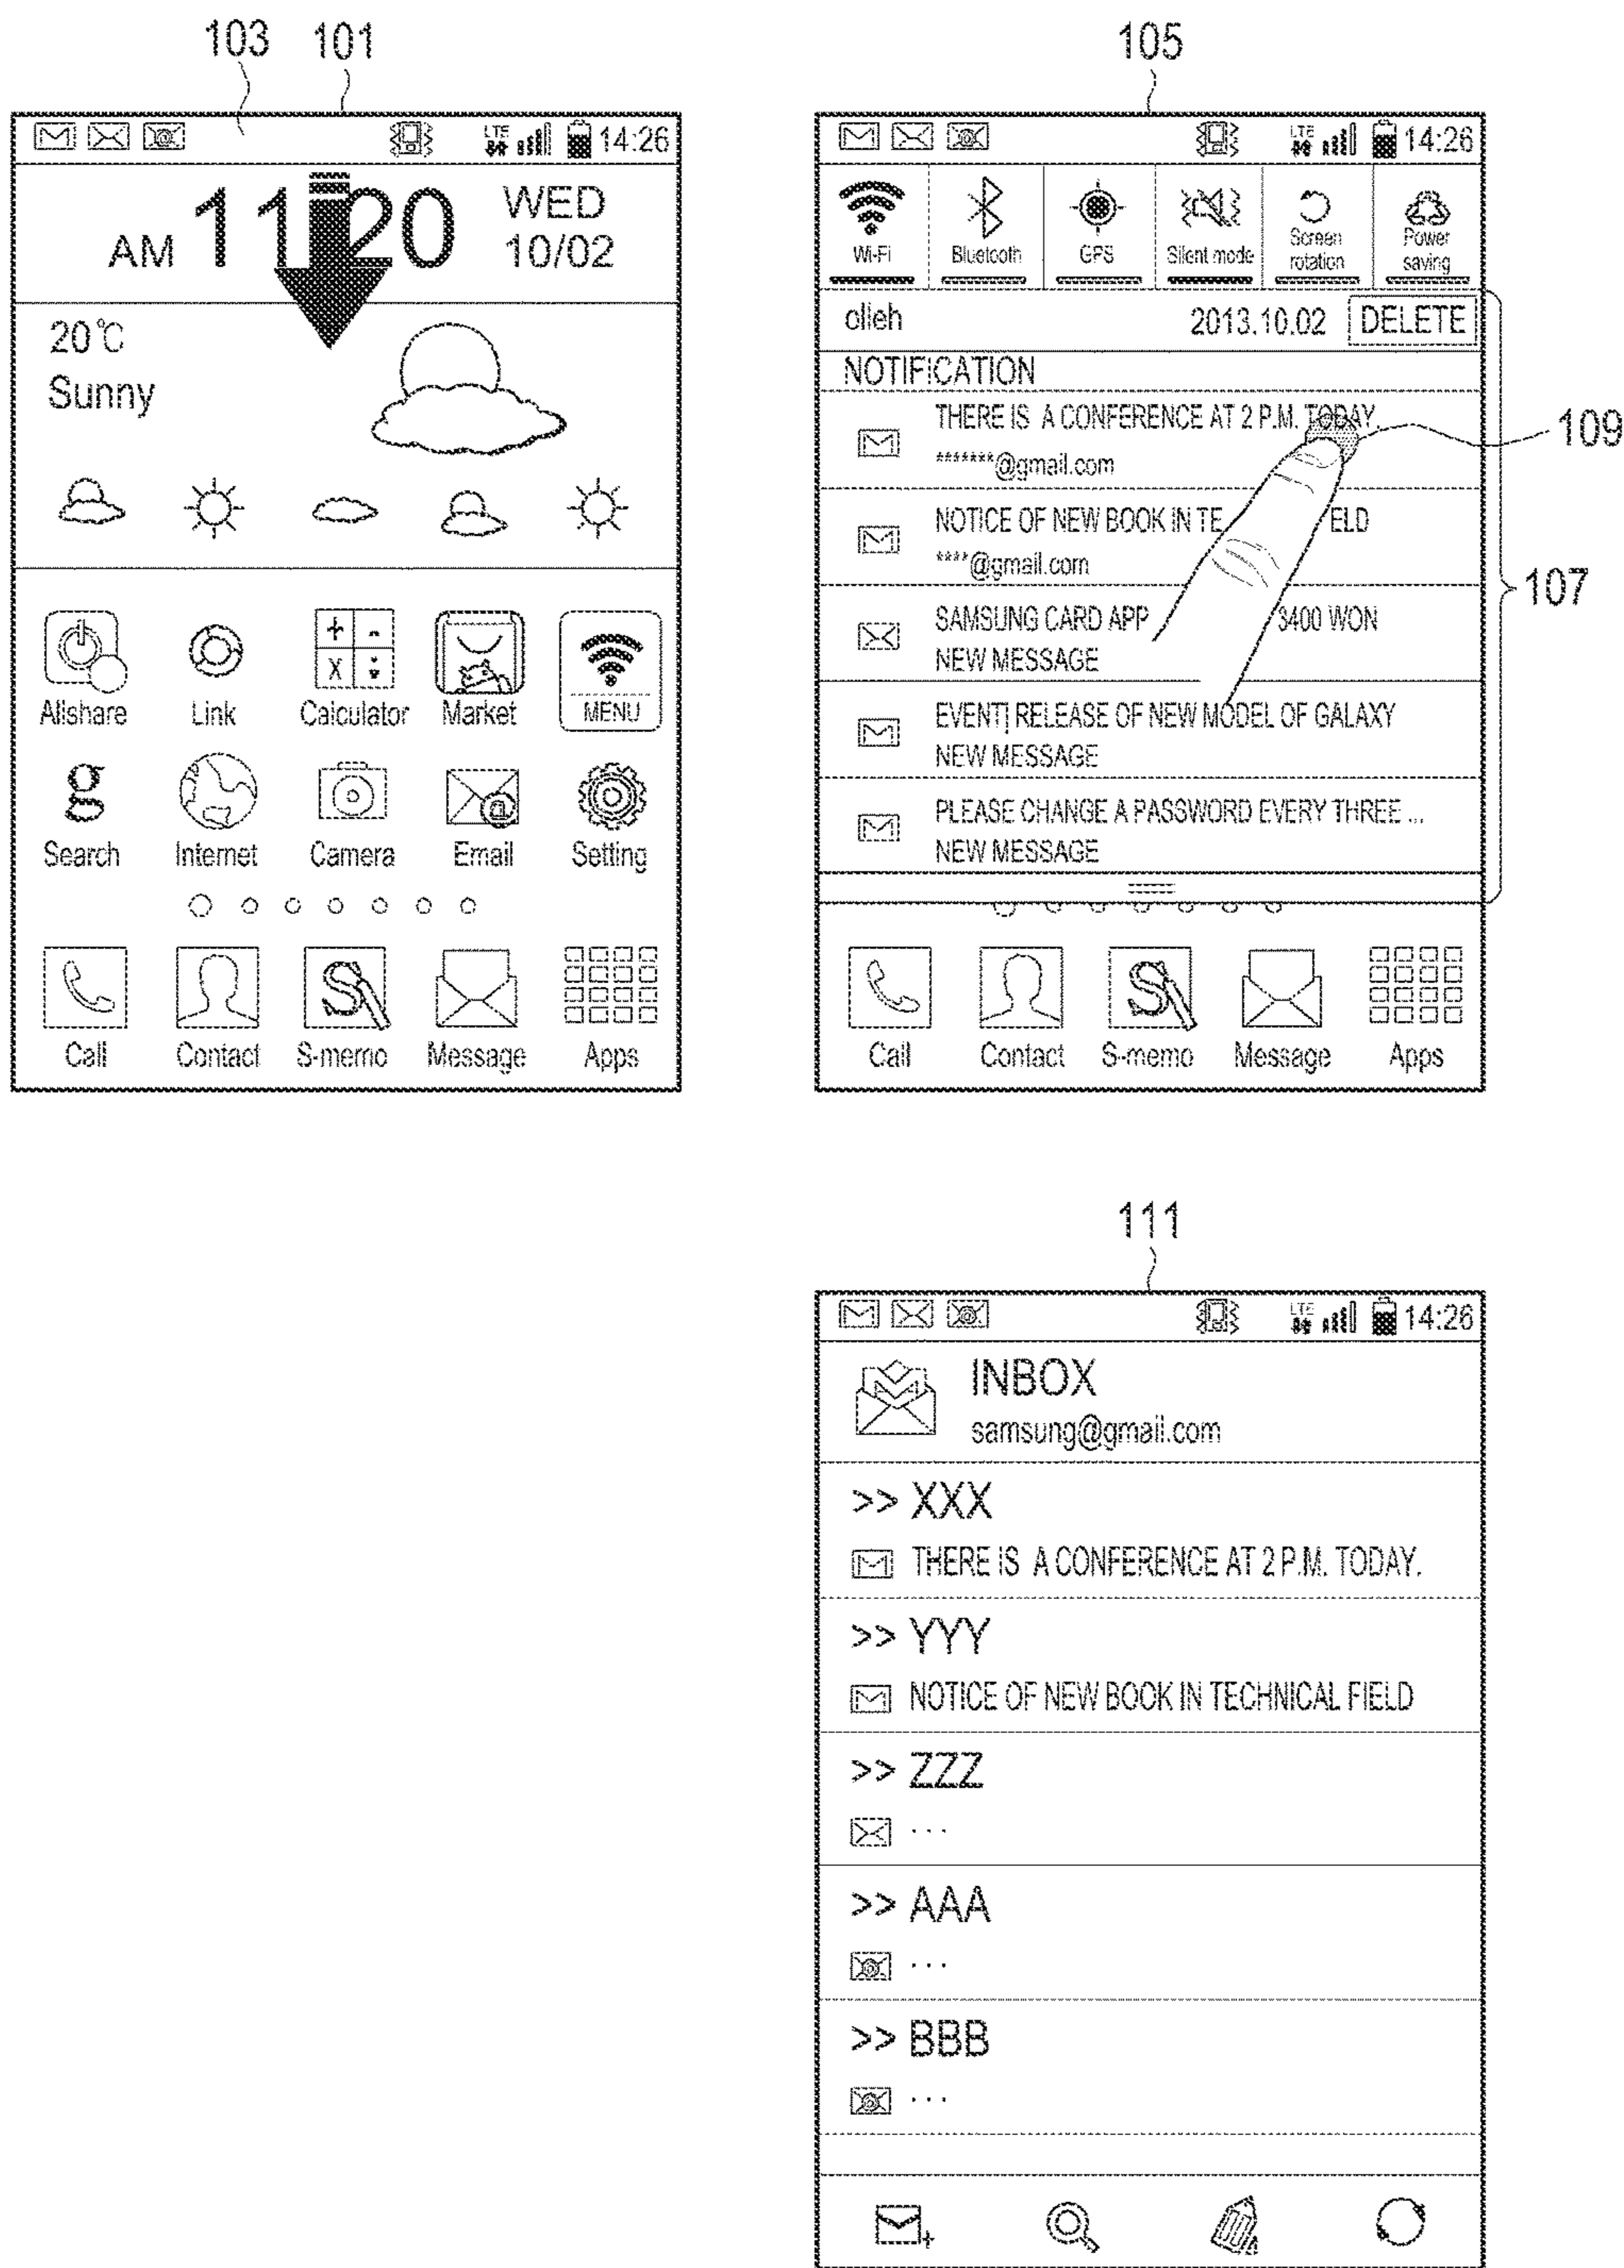 103 101
LTE 14:26
AM 11:20 WED
10/02
20℃
Sunny
Allshare Link Calculator Market MENU
Search Internet Camera Email Setting
Call Contact S-memo Message Apps
105
LTE 14:26
Wi-Fi Bluetooth GPS Silent mode Screen rotation Power saving
olleh 2013.10.02 DELETE
NOTIFICATION
THERE IS A CONFERENCE AT 2 P.M. TODAY.
*******@gmail.com
109
NOTICE OF NEW BOOK IN TE ELD
****@gmail.com
107
SAMSUNG CARD APP 3400 WON
NEW MESSAGE
EVENT| RELEASE OF NEW MODEL OF GALAXY
NEW MESSAGE
PLEASE CHANGE A PASSWORD EVERY THREE ...
NEW MESSAGE
Call Contact S-memo Message Apps
111
LTE 14:26
INBOX
samsung@gmail.com
>> XXX
THERE IS A CONFERENCE AT 2 P.M. TODAY.
>> YYY
NOTICE OF NEW BOOK IN TECHNICAL FIELD
>> ZZZ
...
>> AAA
...
>> BBB
...